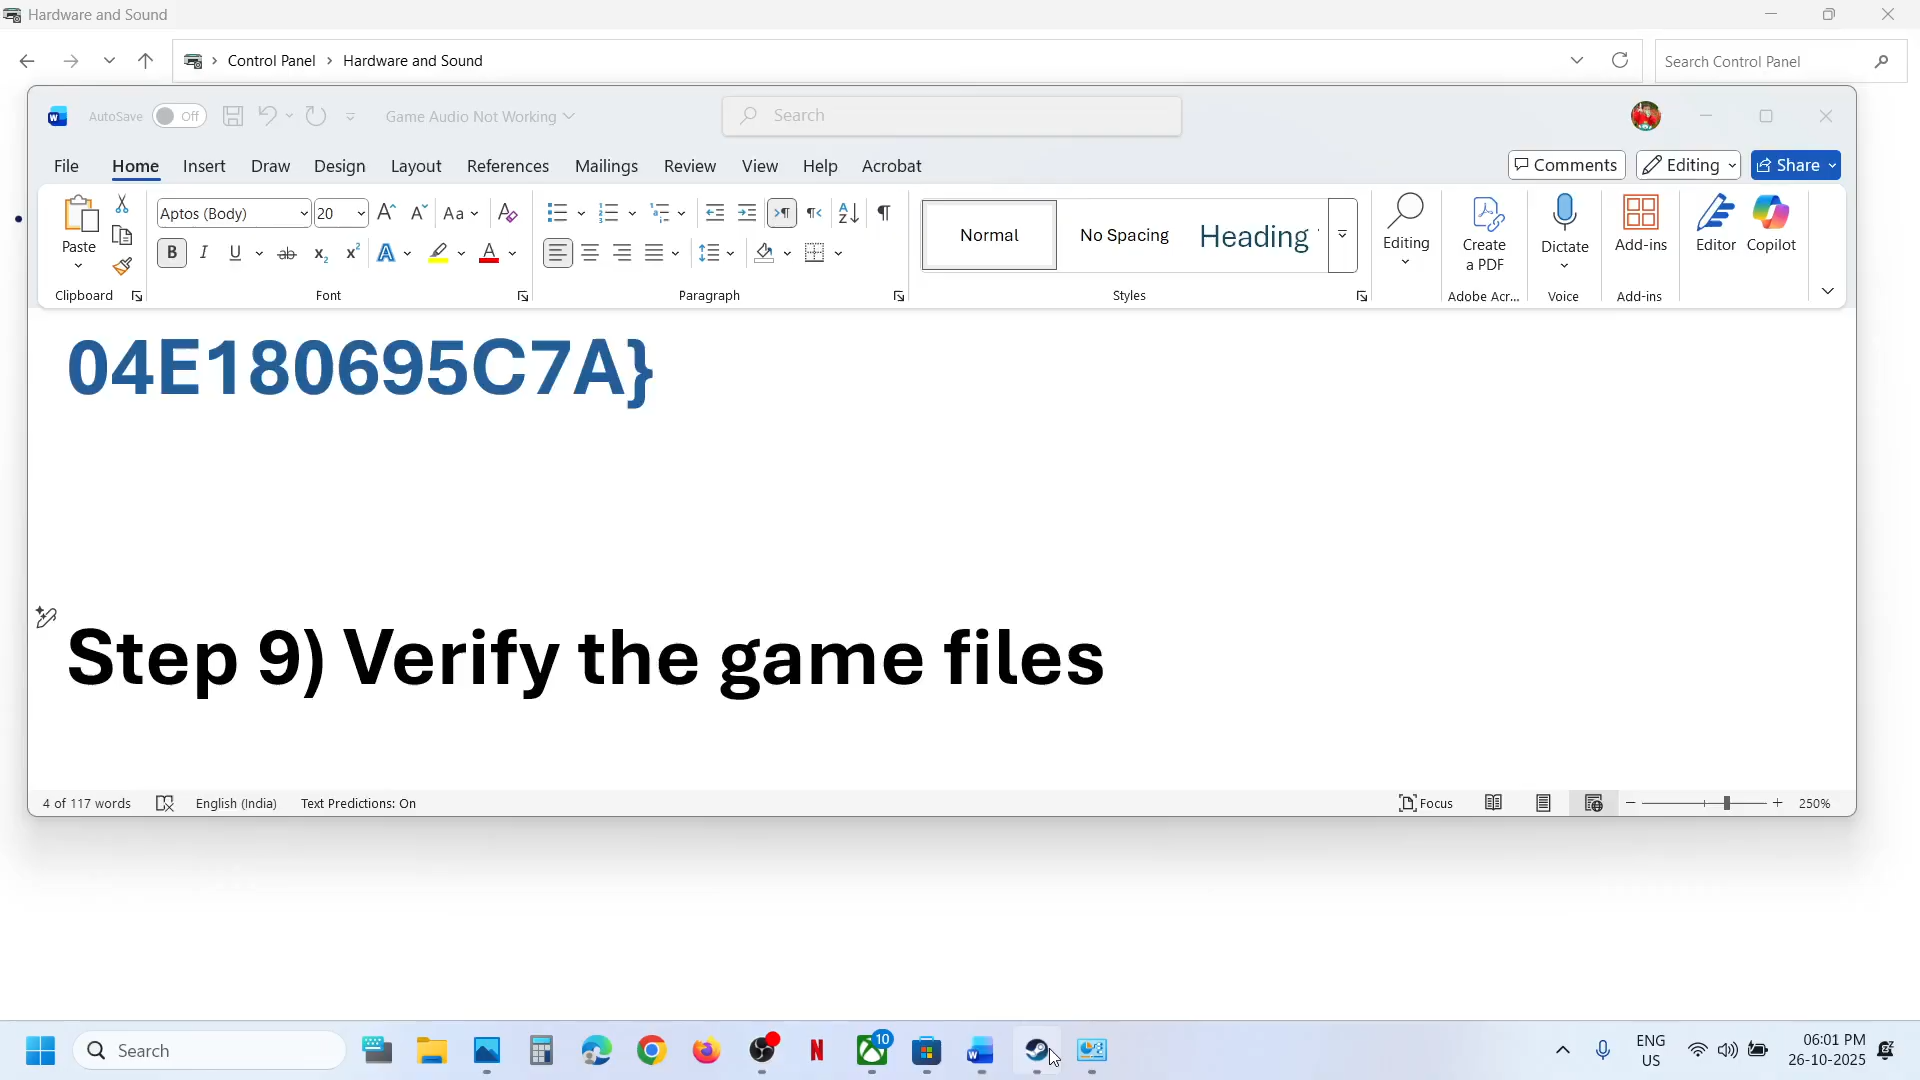 Hardware and Sound
Control Panel > Hardware and Sound
Search Control Panel
AutoSave Off
Game Audio Not Working
Search
File Home Insert Draw Design Layout References Mailings Review View Help Acrobat
Comments Editing Share
Paste
Aptos (Body) 20
Normal No Spacing Heading
Editing
Create a PDF
Dictate
Add-ins
Editor
Copilot
Clipboard Font Paragraph Styles Adobe Acr... Voice Add-ins
04E180695C7A}
Step 9) Verify the game files
4 of 117 words English (India) Text Predictions: On Focus 250%
Search
10
ENG
US
06:01 PM
26-10-2025